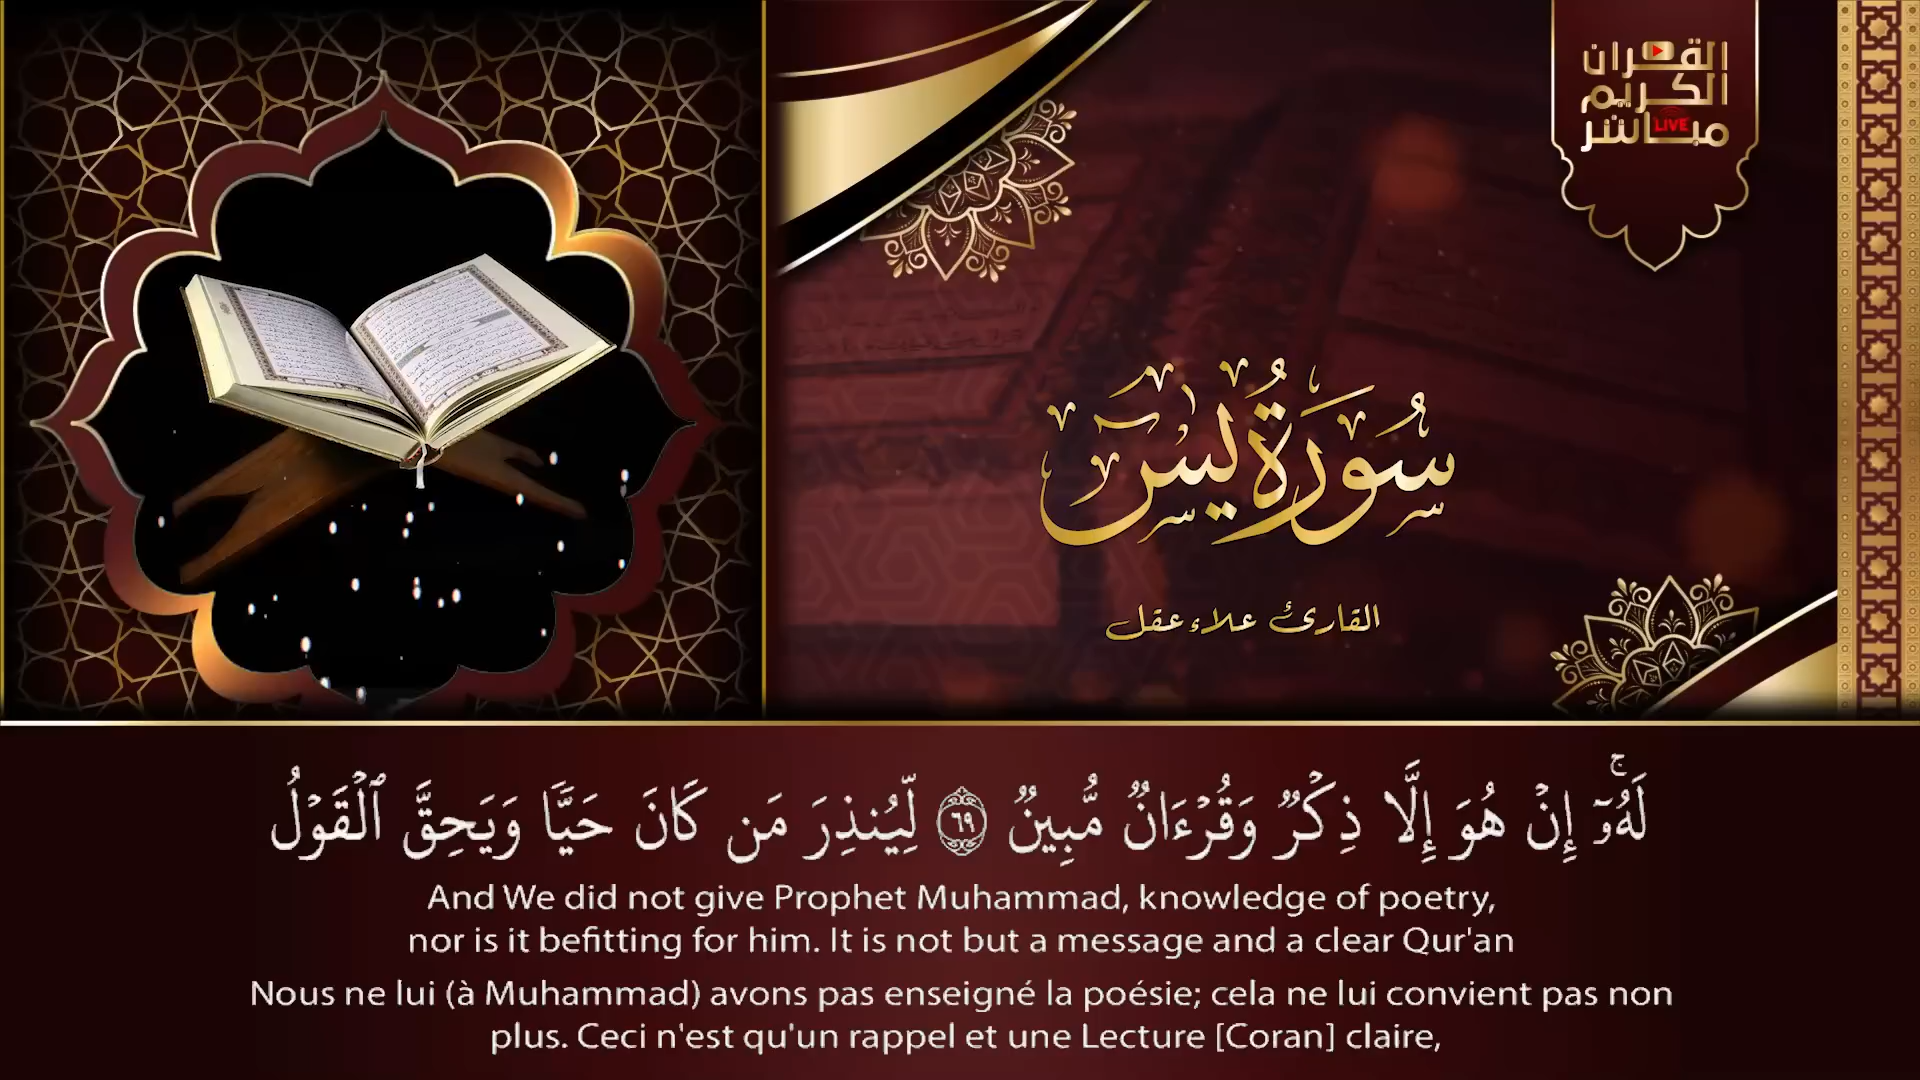 القرآن
الكريم
مباشر
LIVE
سُورَةُ يسٓ
القارئ علاء عقل
لَهُۥٓۚ إِنْ هُوَ إِلَّا ذِكْرٌ وَقُرْءَانٌ مُّبِينٌ ٦٩ لِّيُنذِرَ مَن كَانَ حَيًّا وَيَحِقَّ ٱلْقَوْلُ
And We did not give Prophet Muhammad, knowledge of poetry,
nor is it befitting for him. It is not but a message and a clear Qur'an
Nous ne lui (à Muhammad) avons pas enseigné la poésie; cela ne lui convient pas non
plus. Ceci n'est qu'un rappel et une Lecture [Coran] claire,